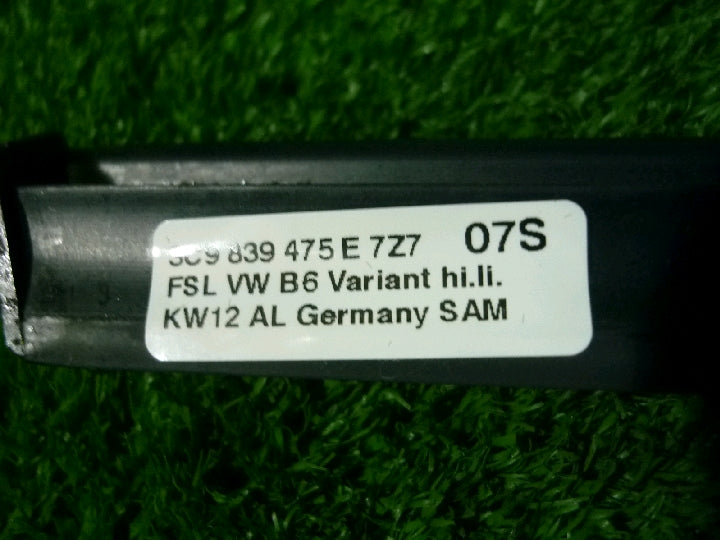 3C9 839 475 E 7Z7 07S
FSL VW B6 Variant hi.li.
KW12 AL Germany SAM